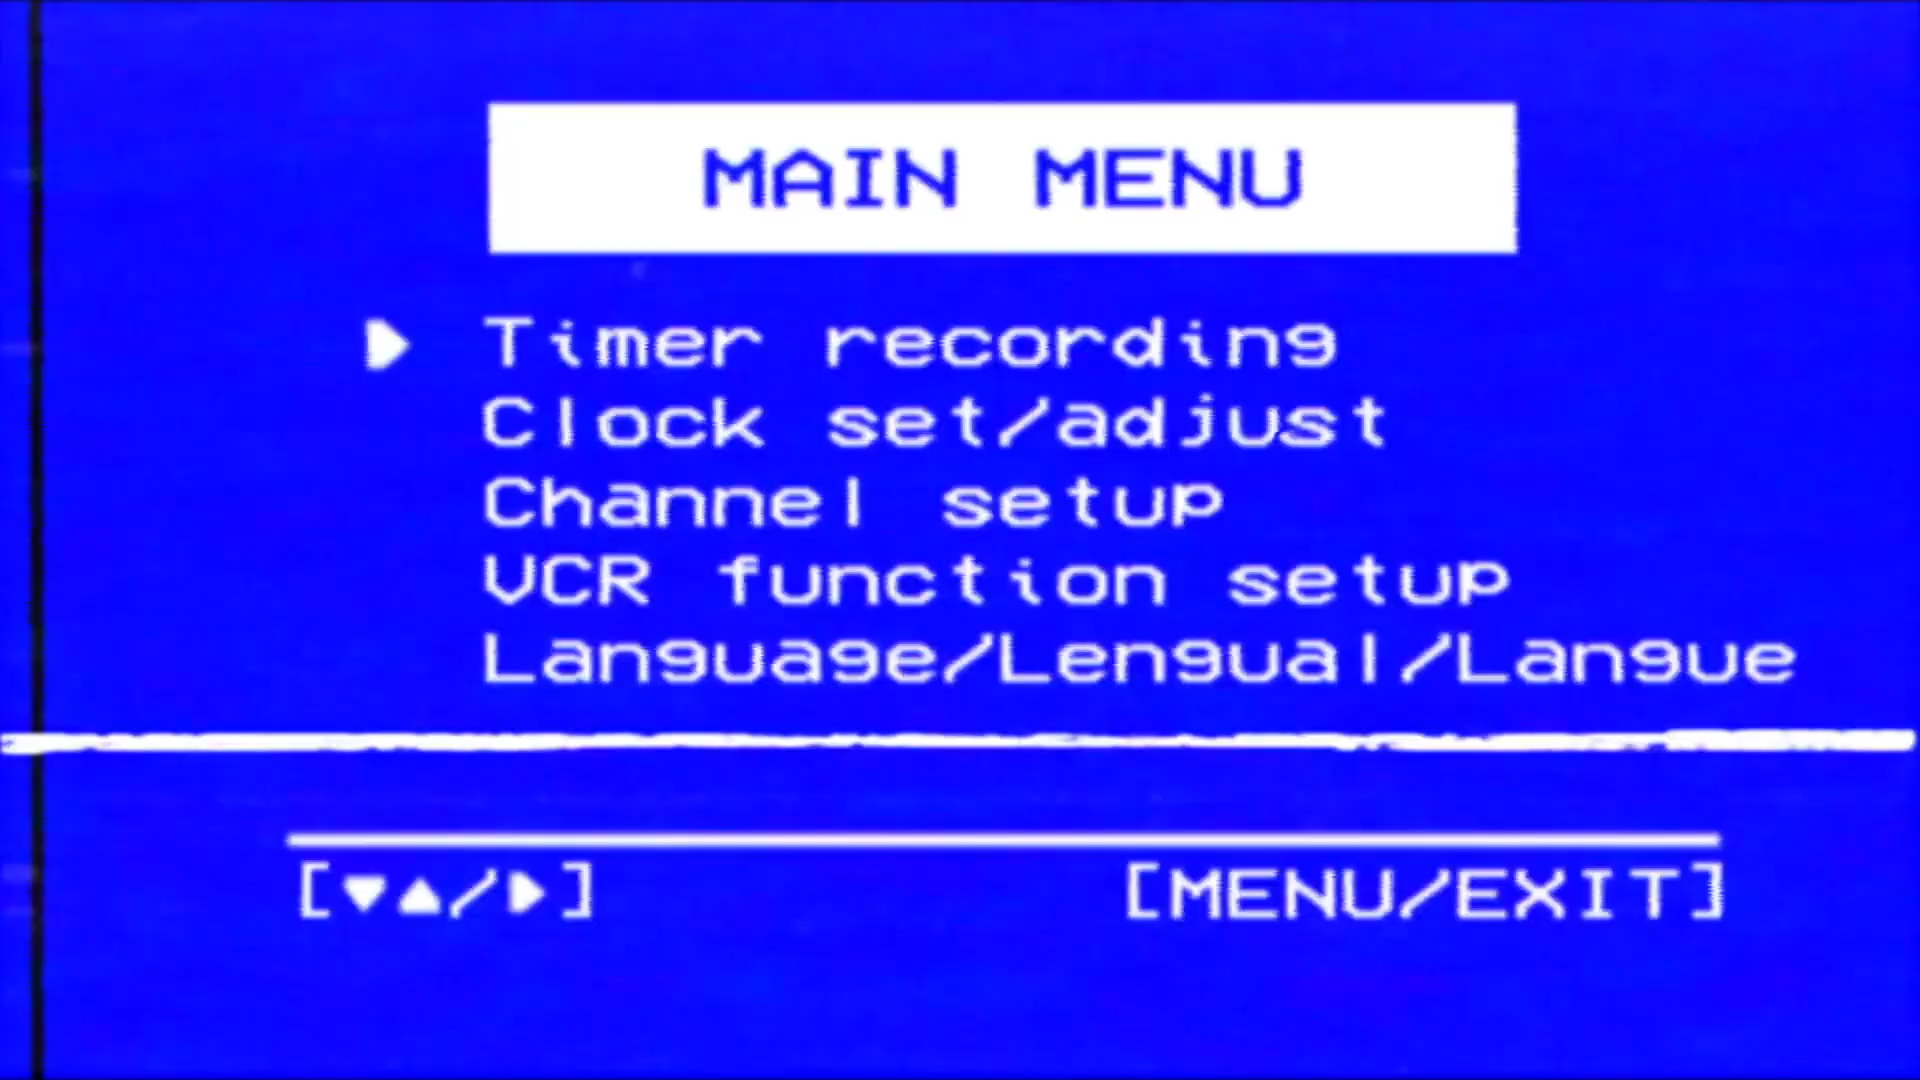 MAIN MENU
▶ Timer recording
Clock set/adjust
Channel setup
VCR function setup
Language/Lengual/Langue
[▼▲/▶] [MENU/EXIT]